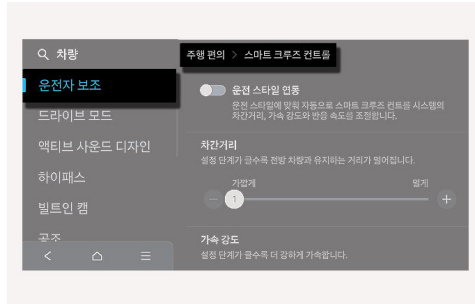 차량
운전자 보조
드라이브 모드
액티브 사운드 디자인
하이패스
빌트인 캠
공조
주행 편의 > 스마트 크루즈 컨트롤
운전 스타일 연동
운전 스타일에 맞춰 자동으로 스마트 크루즈 컨트롤 시스템의
차간거리, 가속 강도와 반응 속도를 조절합니다.
차간거리
설정 단계가 클수록 전방 차량과 유지하는 거리가 멀어집니다.
가깝게 멀게
1
가속 강도
설정 단계가 클수록 더 강하게 가속합니다.